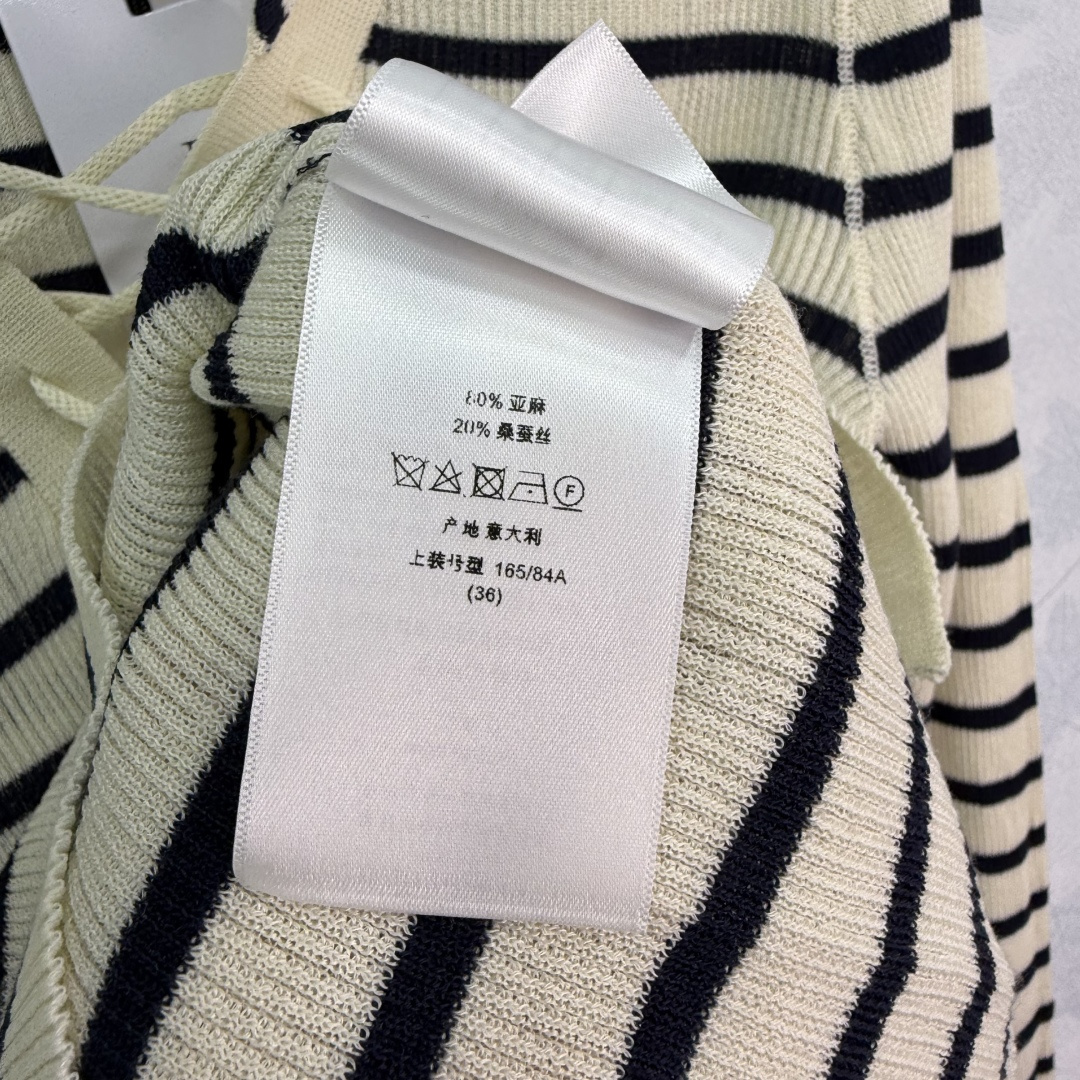 80% 亚麻
20% 桑蚕丝
F
产地 意大利
上装号型 165/84A
(36)